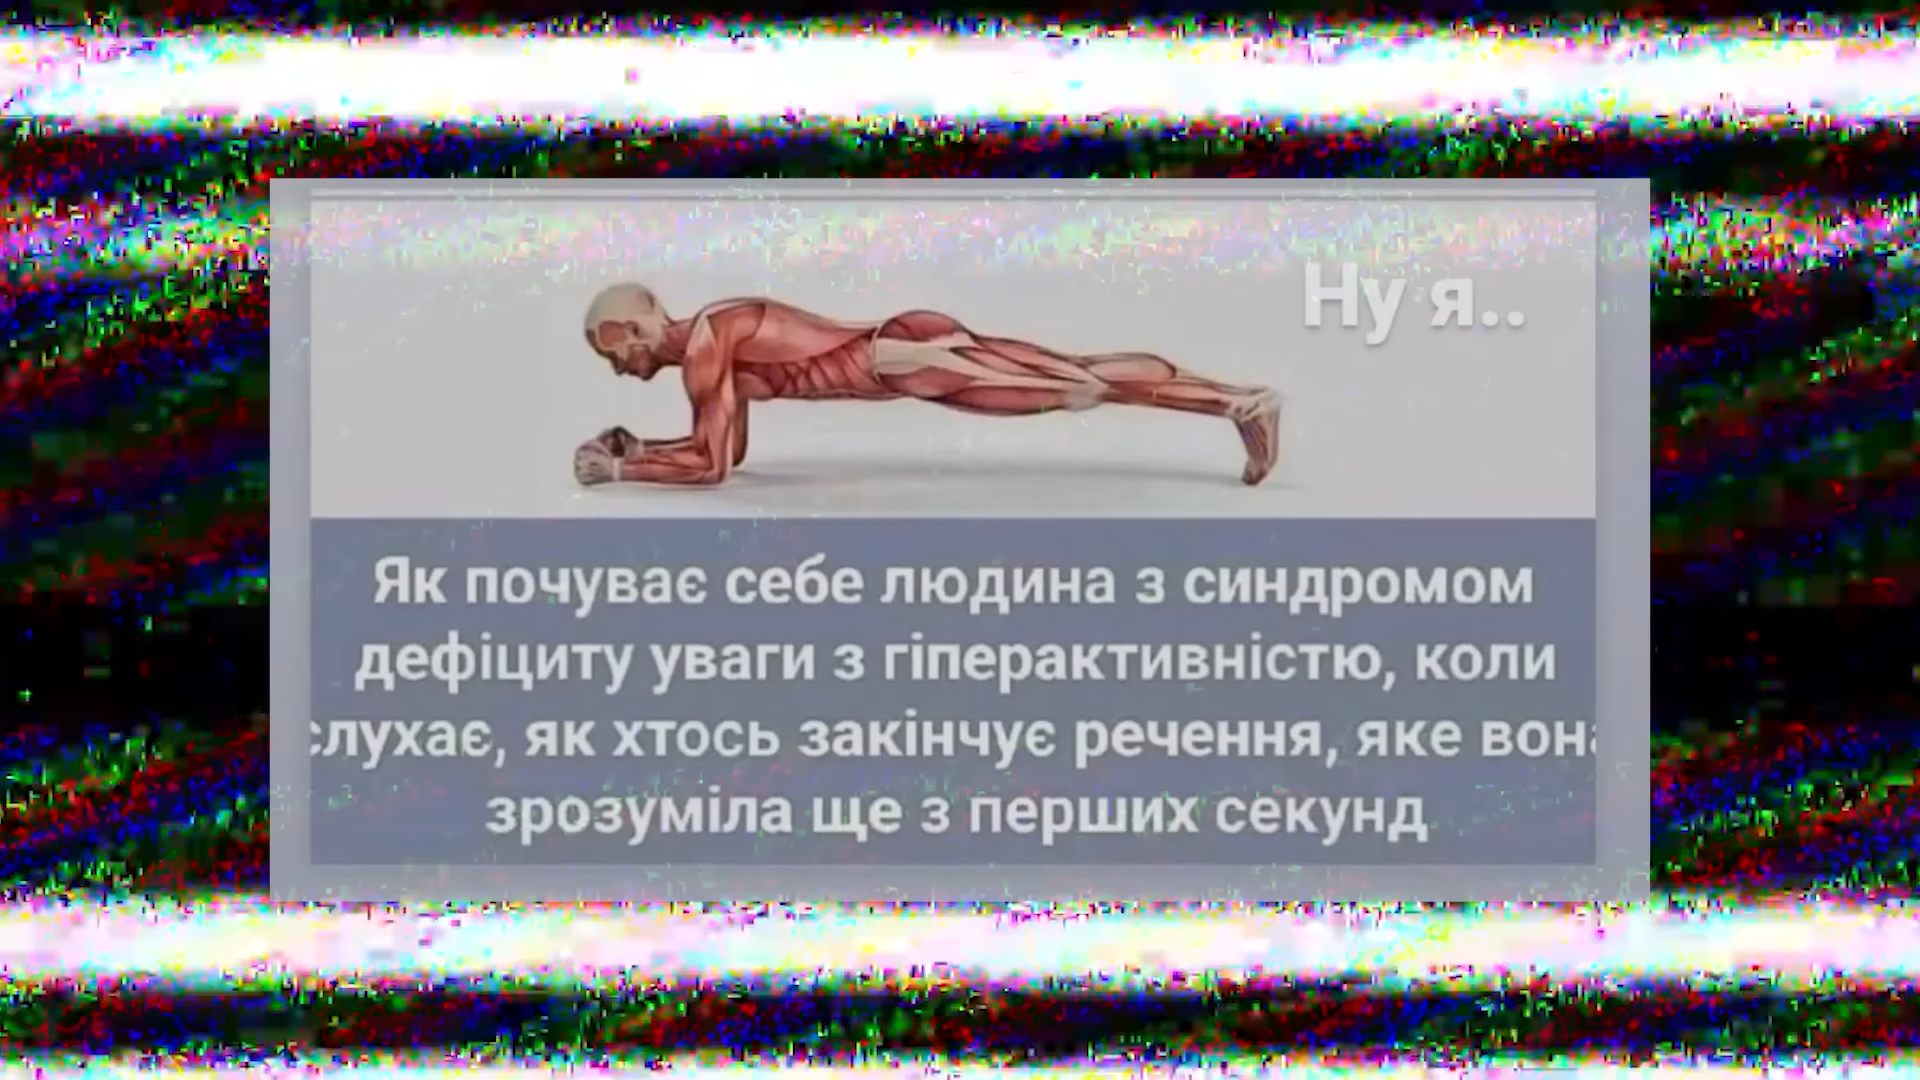 Ну я..
Як почуває себе людина з синдромом
дефіциту уваги з гіперактивністю, коли
слухає, як хтось закінчує речення, яке вона
зрозуміла ще з перших секунд